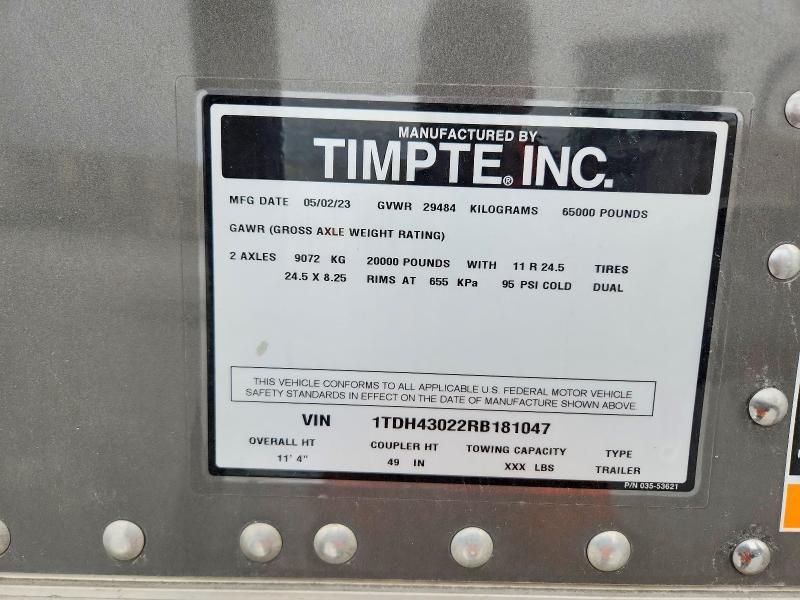 MANUFACTURED BY
TIMPTE® INC.
MFG DATE 05/02/23 GVWR 29484 KILOGRAMS 65000 POUNDS
GAWR (GROSS AXLE WEIGHT RATING)
2 AXLES 9072 KG 20000 POUNDS WITH 11 R 24.5 TIRES
24.5 X 8.25 RIMS AT 655 KPa 95 PSI COLD DUAL
THIS VEHICLE CONFORMS TO ALL APPLICABLE U.S. FEDERAL MOTOR VEHICLE
SAFETY STANDARDS IN EFFECT ON THE DATE OF MANUFACTURE SHOWN ABOVE.
VIN 1TDH43022RB181047
OVERALL HT COUPLER HT TOWING CAPACITY TYPE
11' 4" 49 IN XXX LBS TRAILER
P/N 035-53621